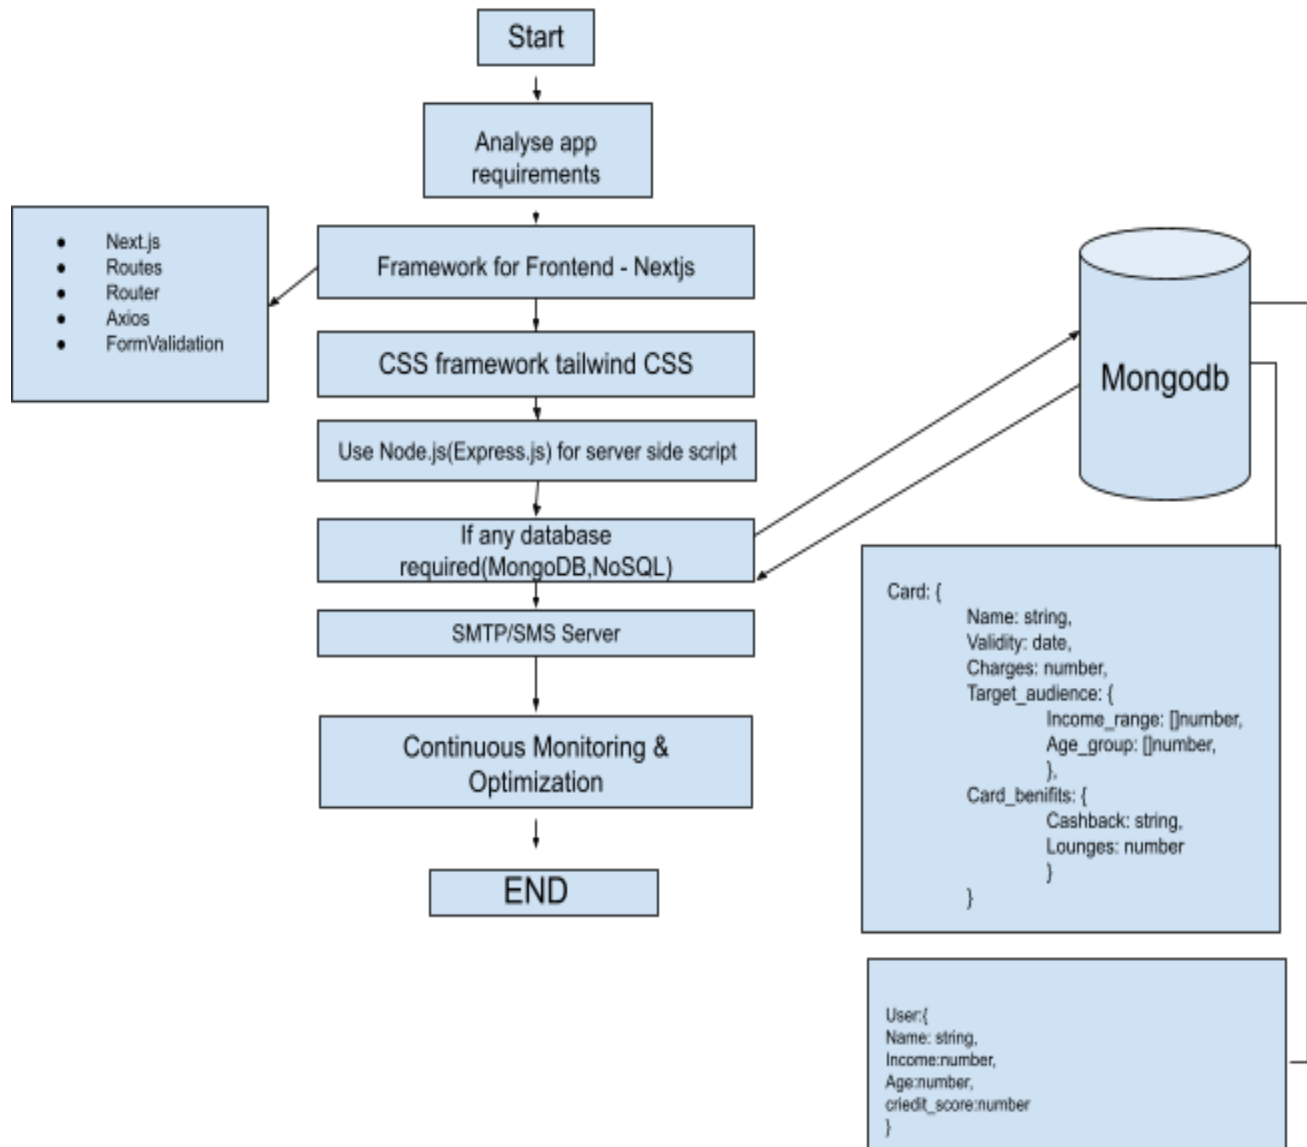 Start
Analyse app
requirements
● Next.js
● Routes
● Router
● Axios
● FormValidation
Framework for Frontend - Nextjs
CSS framework tailwind CSS
Use Node.js(Express.js) for server side script
If any database
required(MongoDB,NoSQL)
SMTP/SMS Server
Continuous Monitoring &
Optimization
END
Mongodb
Card: {
Name: string,
Validity: date,
Charges: number,
Target_audience: {
Income_range: []number,
Age_group: []number,
},
Card_benifits: {
Cashback: string,
Lounges: number
}
}
User:{
Name: string,
Income:number,
Age:number,
criedit_score:number
}